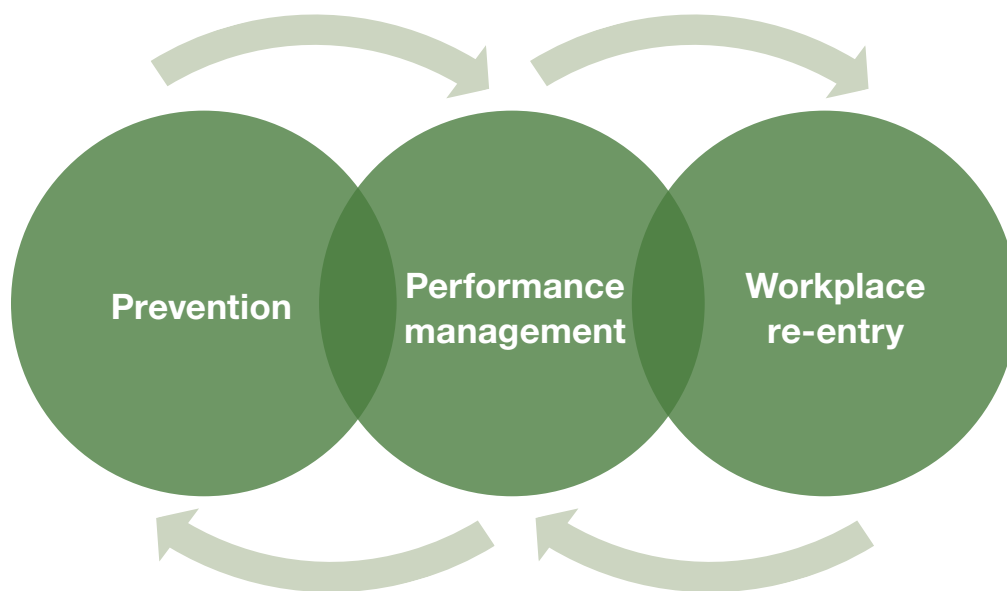 Prevention
Performance
management
Workplace
re-entry